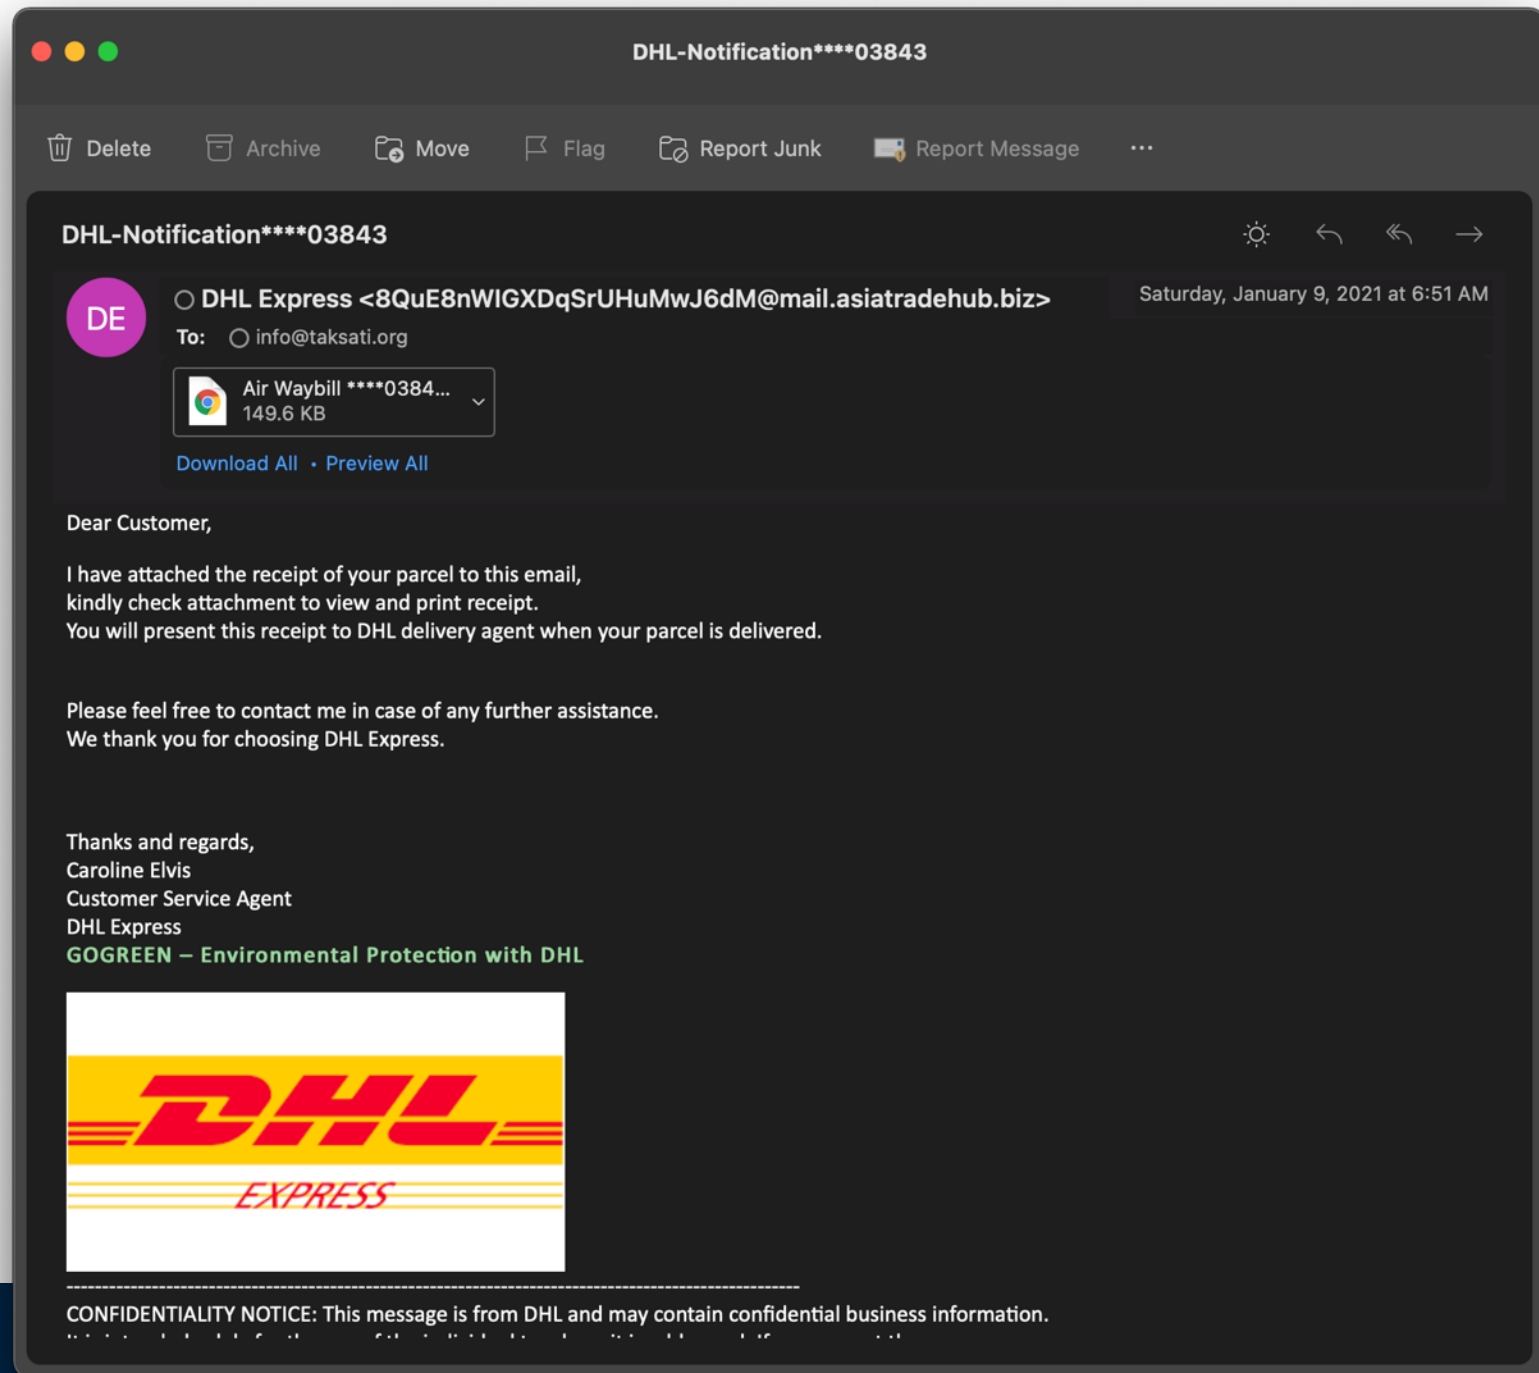 DHL-Notification****03843
Delete Archive Move Flag Report Junk Report Message ...
DHL-Notification****03843
DE
DHL Express <8QuE8nWlGXDqSrUHuMwJ6dM@mail.asiatradehub.biz>
Saturday, January 9, 2021 at 6:51 AM
To: info@taksati.org
Air Waybill ****0384...
149.6 KB
Download All • Preview All
Dear Customer,
I have attached the receipt of your parcel to this email,
kindly check attachment to view and print receipt.
You will present this receipt to DHL delivery agent when your parcel is delivered.
Please feel free to contact me in case of any further assistance.
We thank you for choosing DHL Express.
Thanks and regards,
Caroline Elvis
Customer Service Agent
DHL Express
GOGREEN – Environmental Protection with DHL
DHL
EXPRESS
CONFIDENTIALITY NOTICE: This message is from DHL and may contain confidential business information.